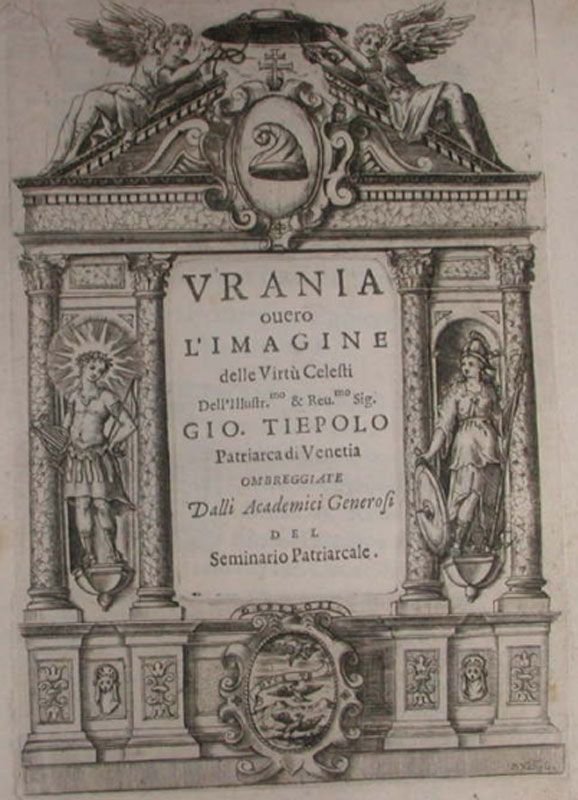 VRANIA
ouero
L'IMAGINE
delle Virtù Celesti
Dell'Illustr.mo & Reu.mo Sig.
GIO. TIEPOLO
Patriarca di Venetia
OMBREGGIATE
Dalli Academici Generosi
DEL
Seminario Patriarcale.